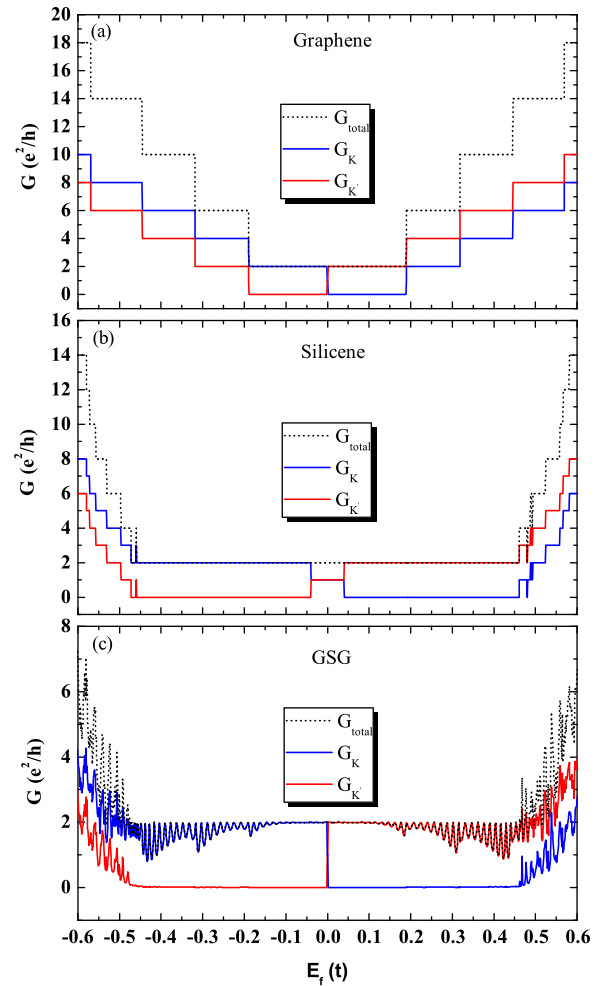 (a)
Graphene
G (e²/h)
20
18
16
14
12
10
8
6
4
2
0
G_total
G_K
G_K'
(b)
Silicene
G (e²/h)
16
14
12
10
8
6
4
2
0
G_total
G_K
G_K'
(c)
GSG
G (e²/h)
8
6
4
2
0
G_total
G_K
G_K'
-0.6 -0.5 -0.4 -0.3 -0.2 -0.1 0.0 0.1 0.2 0.3 0.4 0.5 0.6
E_f (t)